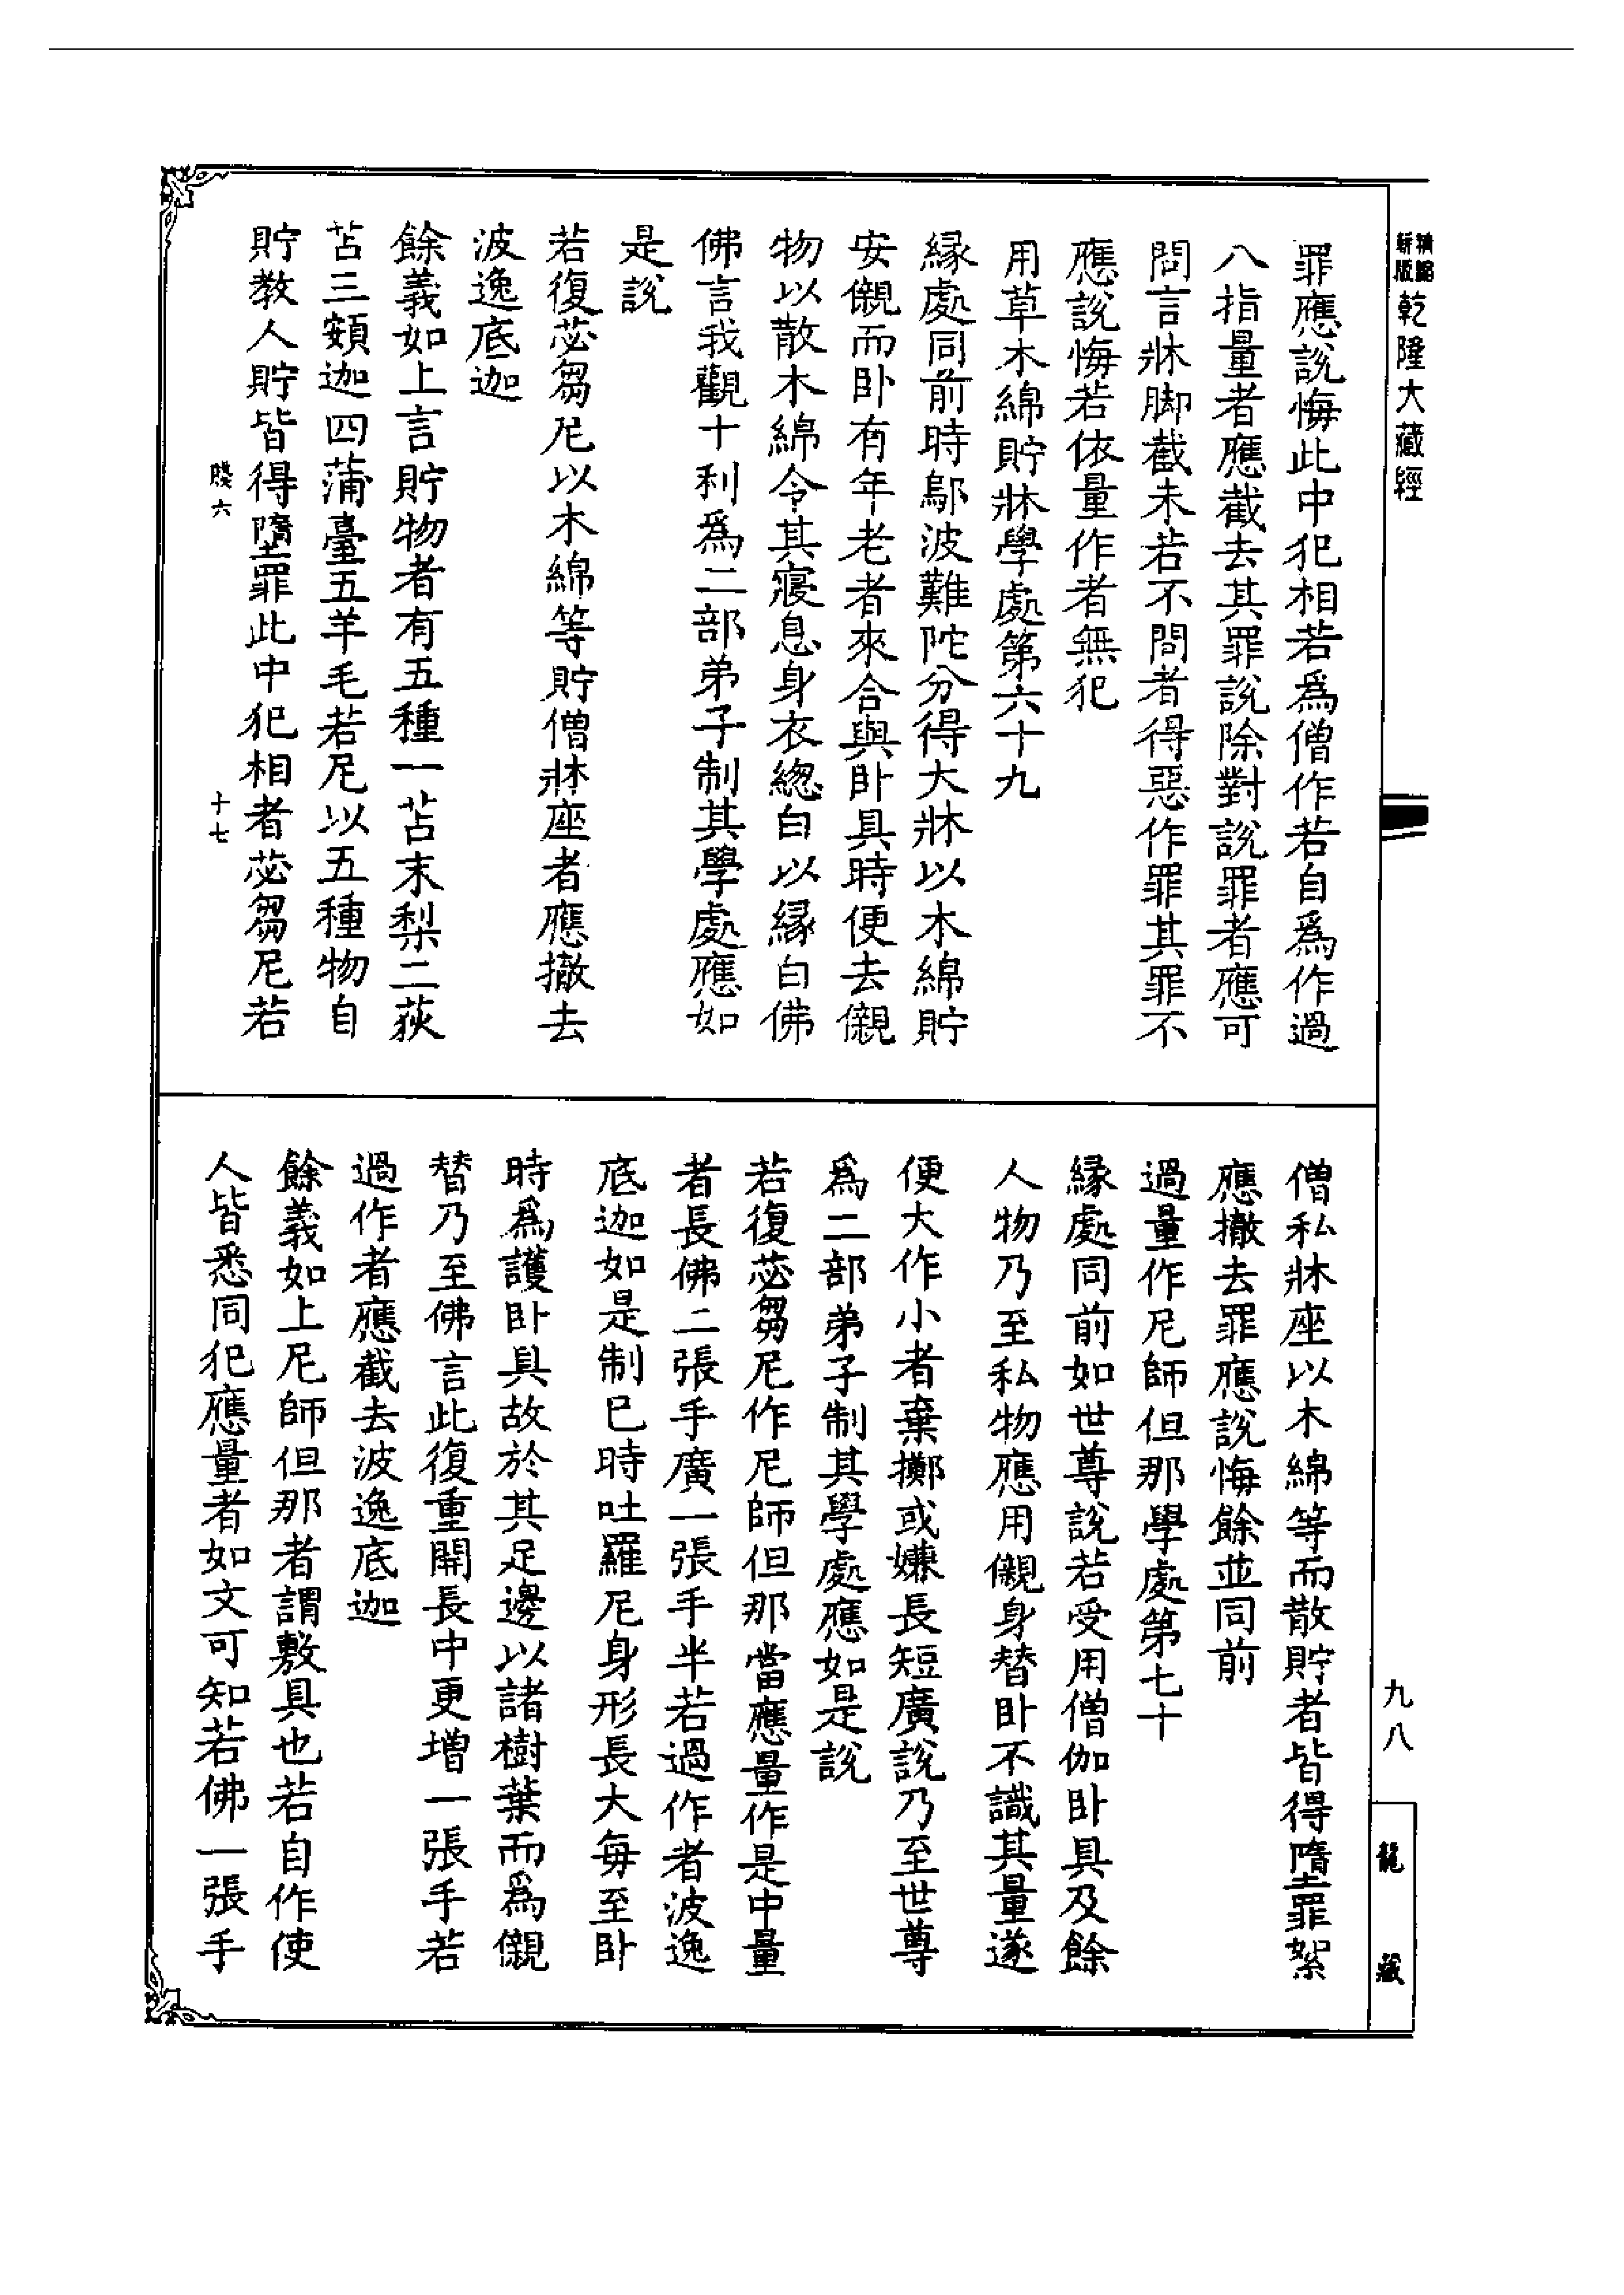 精縮新版乾隆大藏經
罪應説悔此中犯相若爲僧作若自爲作過
八指量者應截去其罪説除對説罪者應可
問言牀脚截未若不問者得惡作罪其罪不
應説悔若依量作者無犯
用草木綿貯牀學處第六十九
縁處同前時鄔波難陀分得大牀以木綿貯
安儭而卧有年老者來合與卧具時便去儭
物以散木綿令其寢息身衣緫白以縁白佛
佛言我觀十利爲二部弟子制其學處應如
是説
若復苾芻尼以木綿等貯僧牀座者應撤去
波逸底迦
餘義如上言貯物者有五種一苫末梨二荻
苫三頞迦四蒲臺五羊毛若尼以五種物自
貯教人貯皆得墮罪此中犯相者苾芻尼若
僧私牀座以木綿等而散貯者皆得墮罪絮
應撤去罪應説悔餘並同前
過量作尼師但那學處第七十
縁處同前如世尊説若受用僧伽卧具及餘
人物乃至私物應用儭身替卧不識其量遂
便大作小者棄擲或嫌長短廣説乃至世尊
爲二部弟子制其學處應如是説
若復苾芻尼作尼師但那當應量作是中量
者長佛二張手廣一張手半若過作者波逸
底迦如是制已時吐羅尼身形長大每至卧
時爲護卧具故於其足邊以諸樹葉而爲儭
替乃至佛言此復重開長中更增一張手若
過作者應截去波逸底迦
餘義如上尼師但那者謂敷具也若自作使
人皆悉同犯應量者如文可知若佛一張手
十七
九八
龍藏